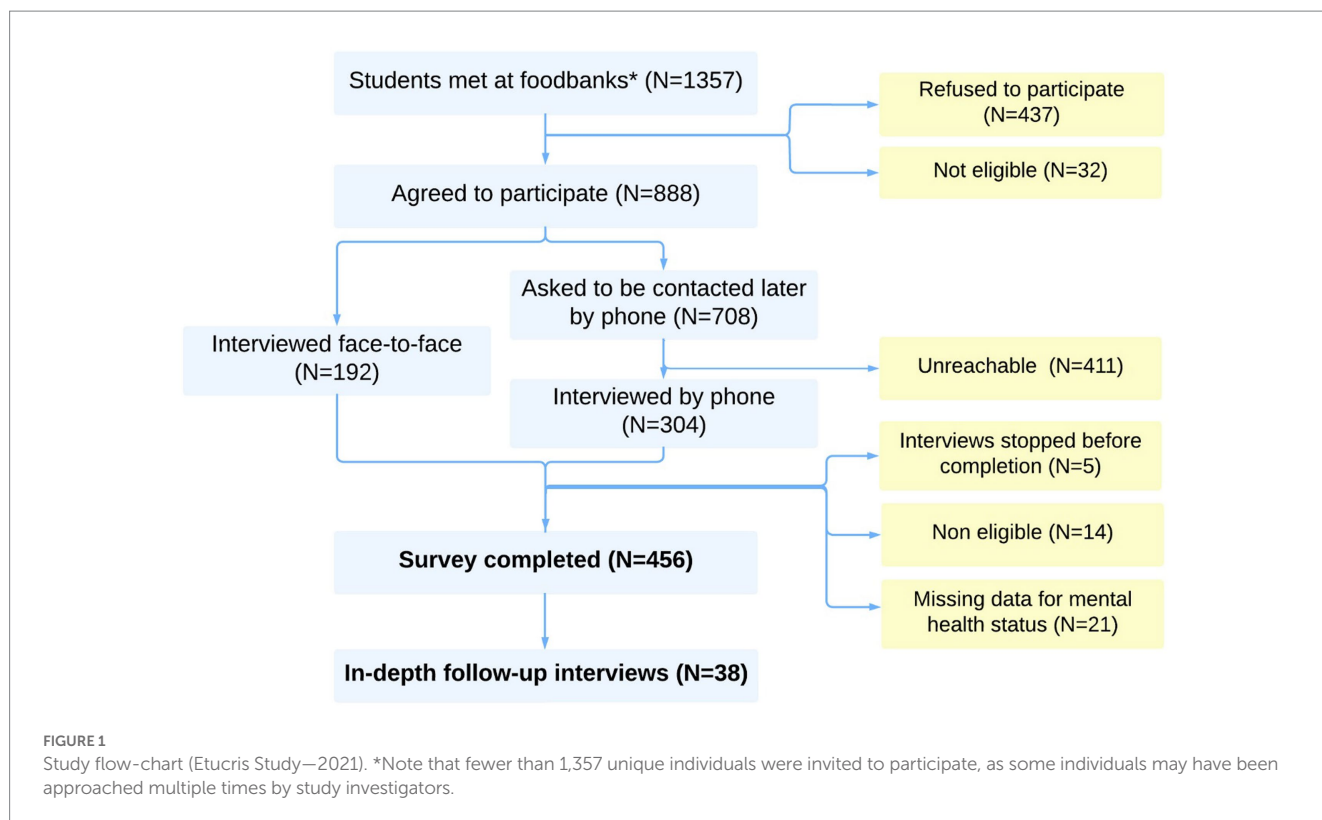 Students met at foodbanks* (N=1357)
Refused to participate
(N=437)
Not eligible (N=32)
Agreed to participate (N=888)
Asked to be contacted later
by phone (N=708)
Interviewed face-to-face
(N=192)
Unreachable (N=411)
Interviewed by phone
(N=304)
Interviews stopped before
completion (N=5)
Non eligible (N=14)
Survey completed (N=456)
Missing data for mental
health status (N=21)
In-depth follow-up interviews (N=38)
FIGURE 1
Study flow-chart (Etucris Study—2021). *Note that fewer than 1,357 unique individuals were invited to participate, as some individuals may have been
approached multiple times by study investigators.